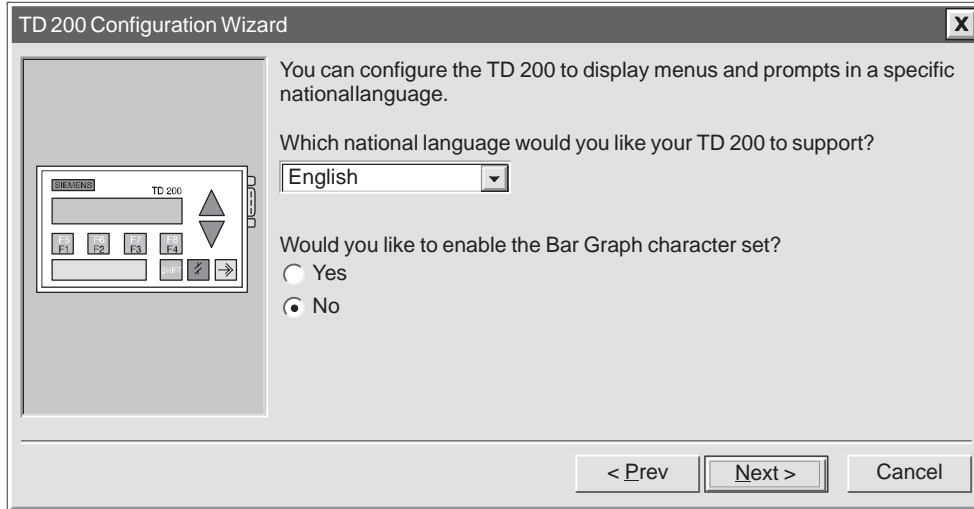 TD 200 Configuration Wizard
X
You can configure the TD 200 to display menus and prompts in a specific
nationallanguage.
Which national language would you like your TD 200 to support?
English
SIEMENS
TD 200
F5 F6 F7 F8
F1 F2 F3 F4
SHIFT
Would you like to enable the Bar Graph character set?
Yes
No
< Prev
Next >
Cancel